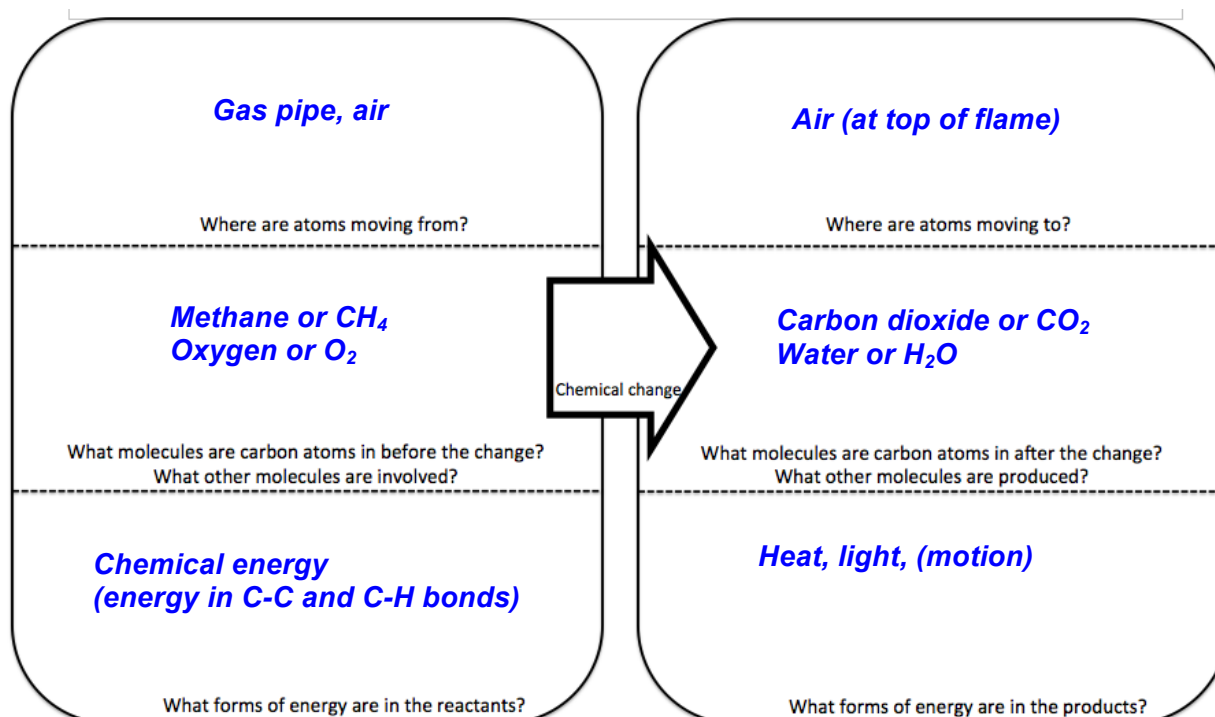 Gas pipe, air
Where are atoms moving from?
Methane or CH₄
Oxygen or O₂
What molecules are carbon atoms in before the change?
What other molecules are involved?
Chemical energy
(energy in C-C and C-H bonds)
What forms of energy are in the reactants?
Chemical change
Air (at top of flame)
Where are atoms moving to?
Carbon dioxide or CO₂
Water or H₂O
What molecules are carbon atoms in after the change?
What other molecules are produced?
Heat, light, (motion)
What forms of energy are in the products?